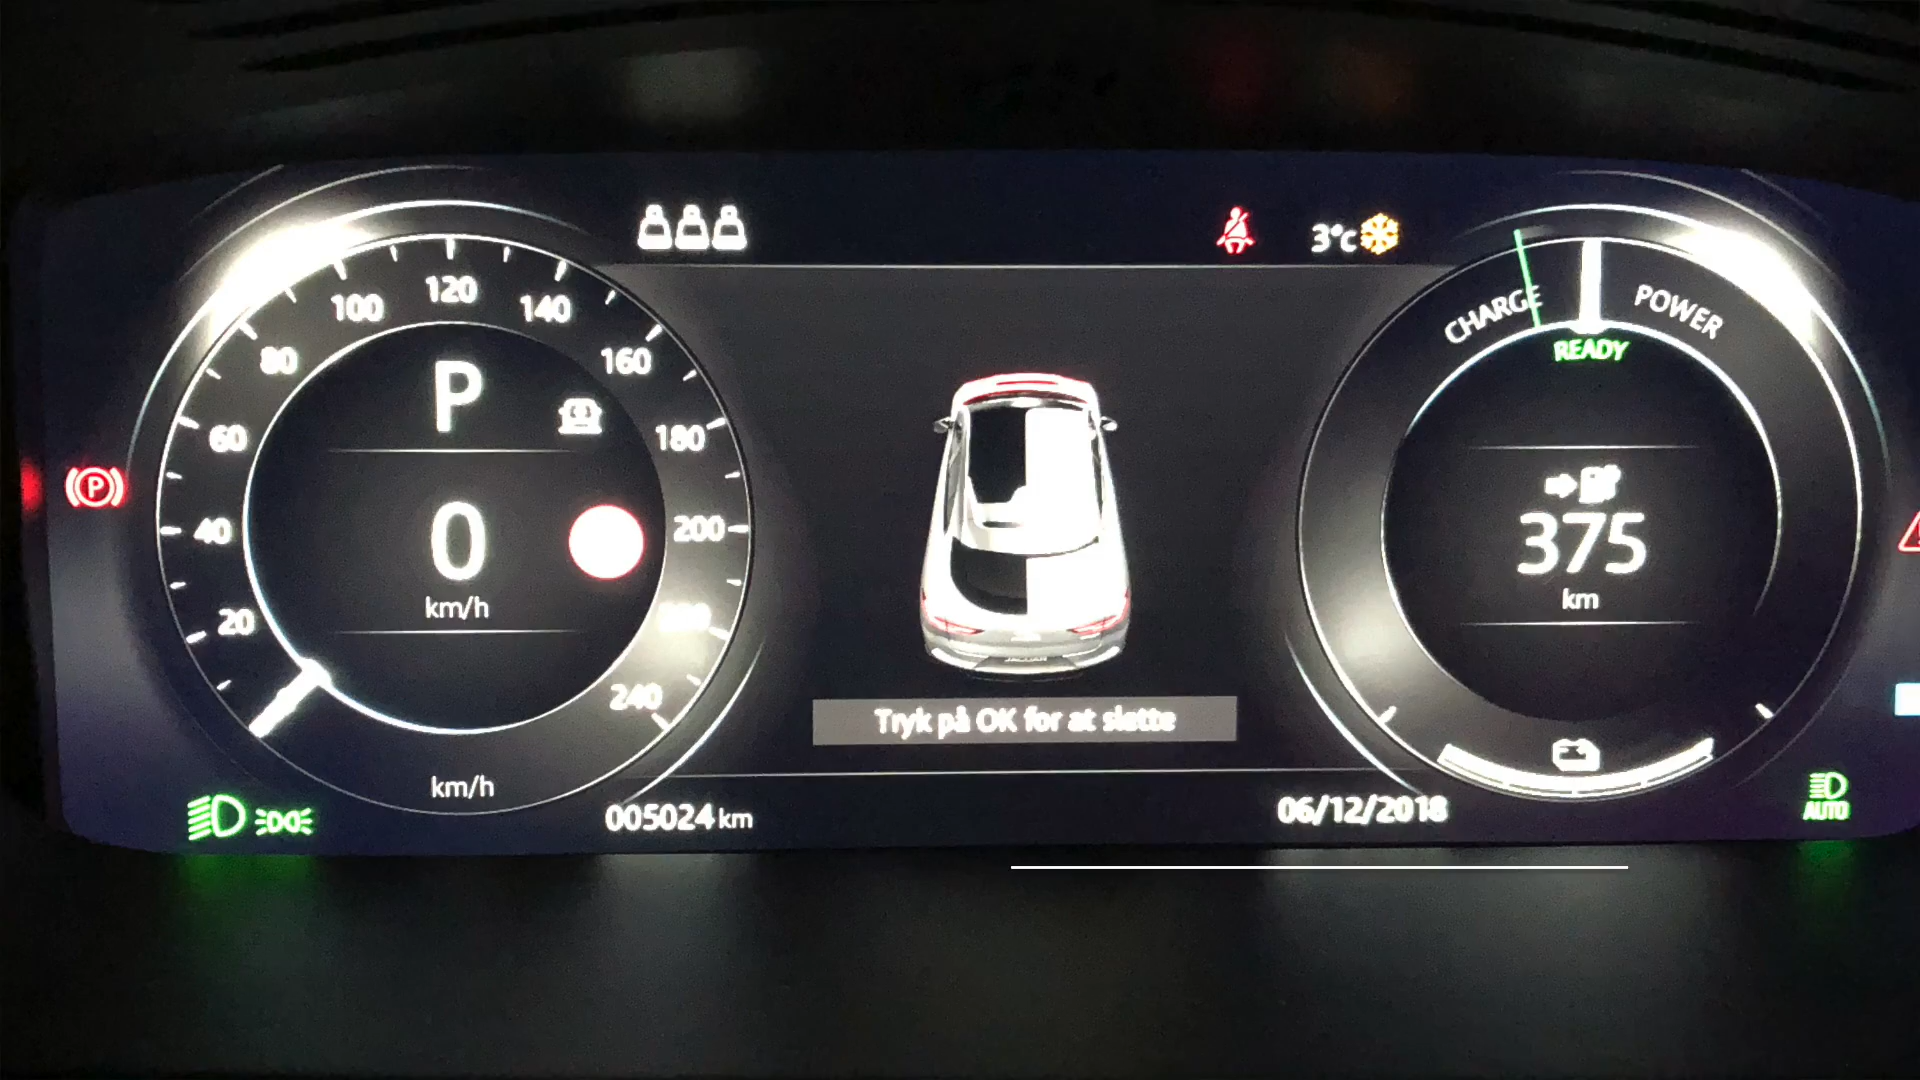 3°c
100 120 140
80 160
60 180
40 200
20
240
P
0
km/h
km/h
CHARGE POWER
READY
375
km
JAGUAR
Tryk på OK for at slette
005024 km
06/12/2018
AUTO
P